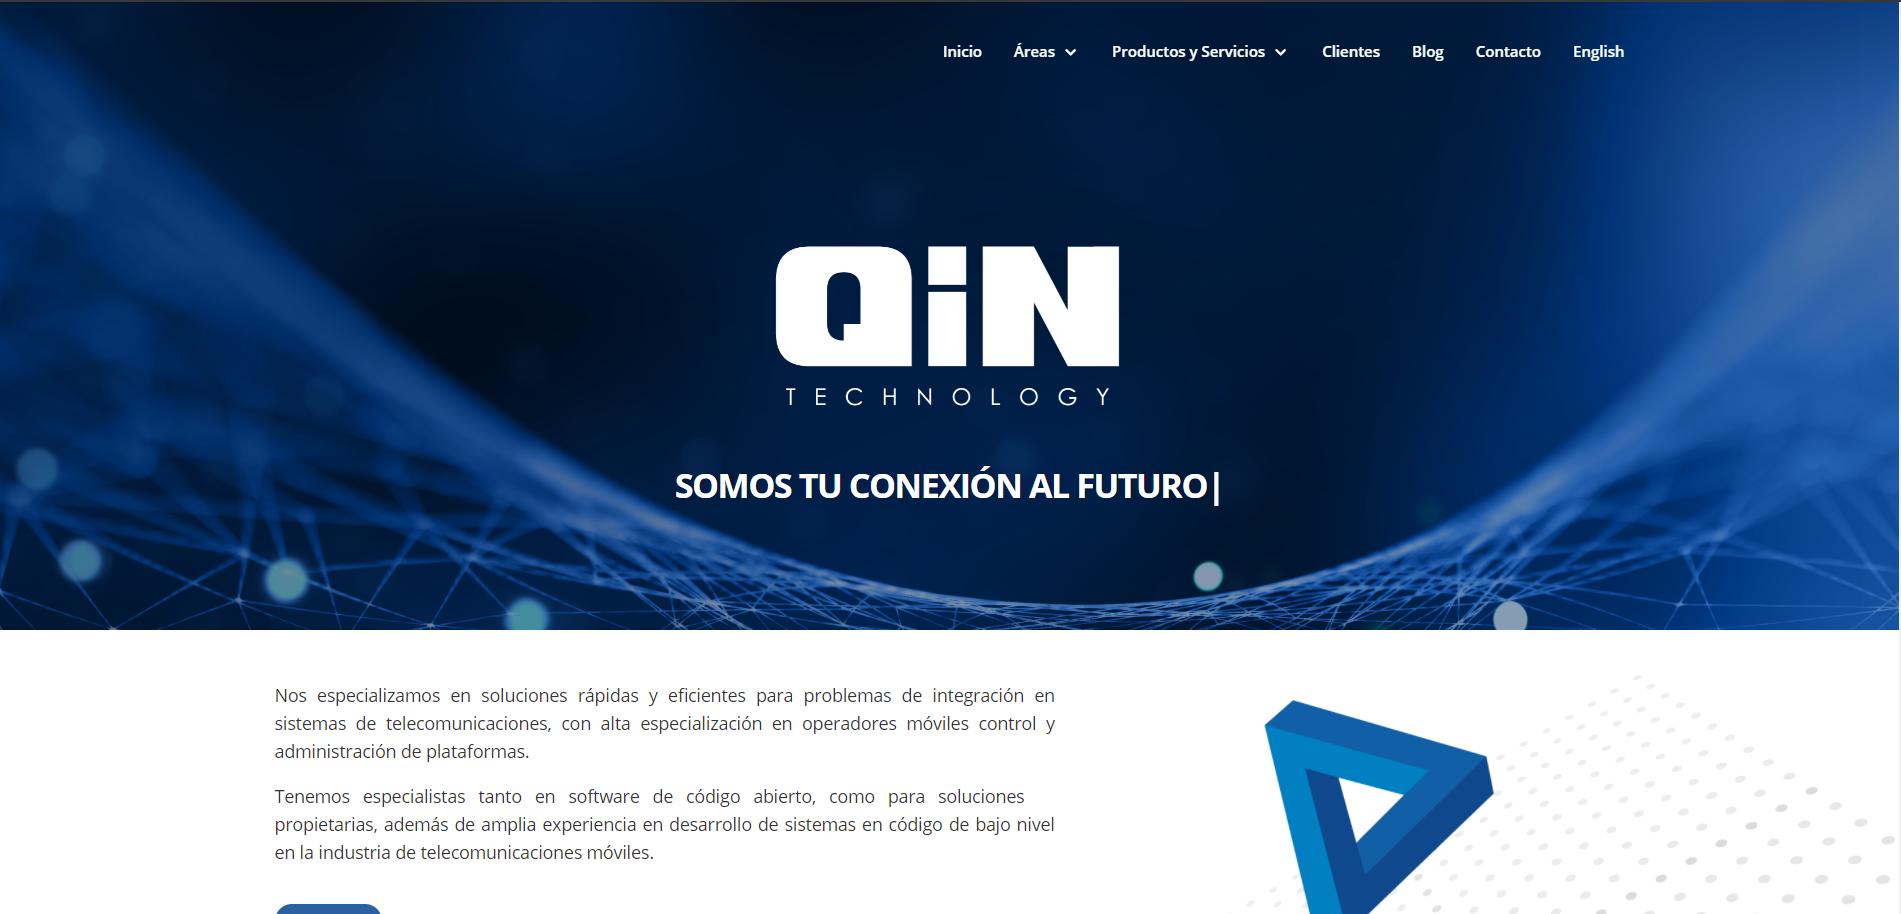 Inicio Áreas Productos y Servicios Clientes Blog Contacto English
QiN
TECHNOLOGY
SOMOS TU CONEXIÓN AL FUTURO|
Nos especializamos en soluciones rápidas y eficientes para problemas de integración en
sistemas de telecomunicaciones, con alta especialización en operadores móviles control y
administración de plataformas.
Tenemos especialistas tanto en software de código abierto, como para soluciones
propietarias, además de amplia experiencia en desarrollo de sistemas en código de bajo nivel
en la industria de telecomunicaciones móviles.